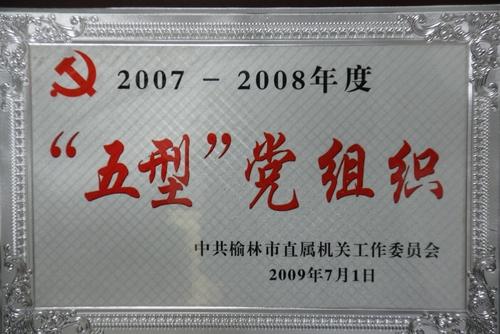 2007 - 2008年度
“五型”党组织
中共榆林市直属机关工作委员会
2009年7月1日